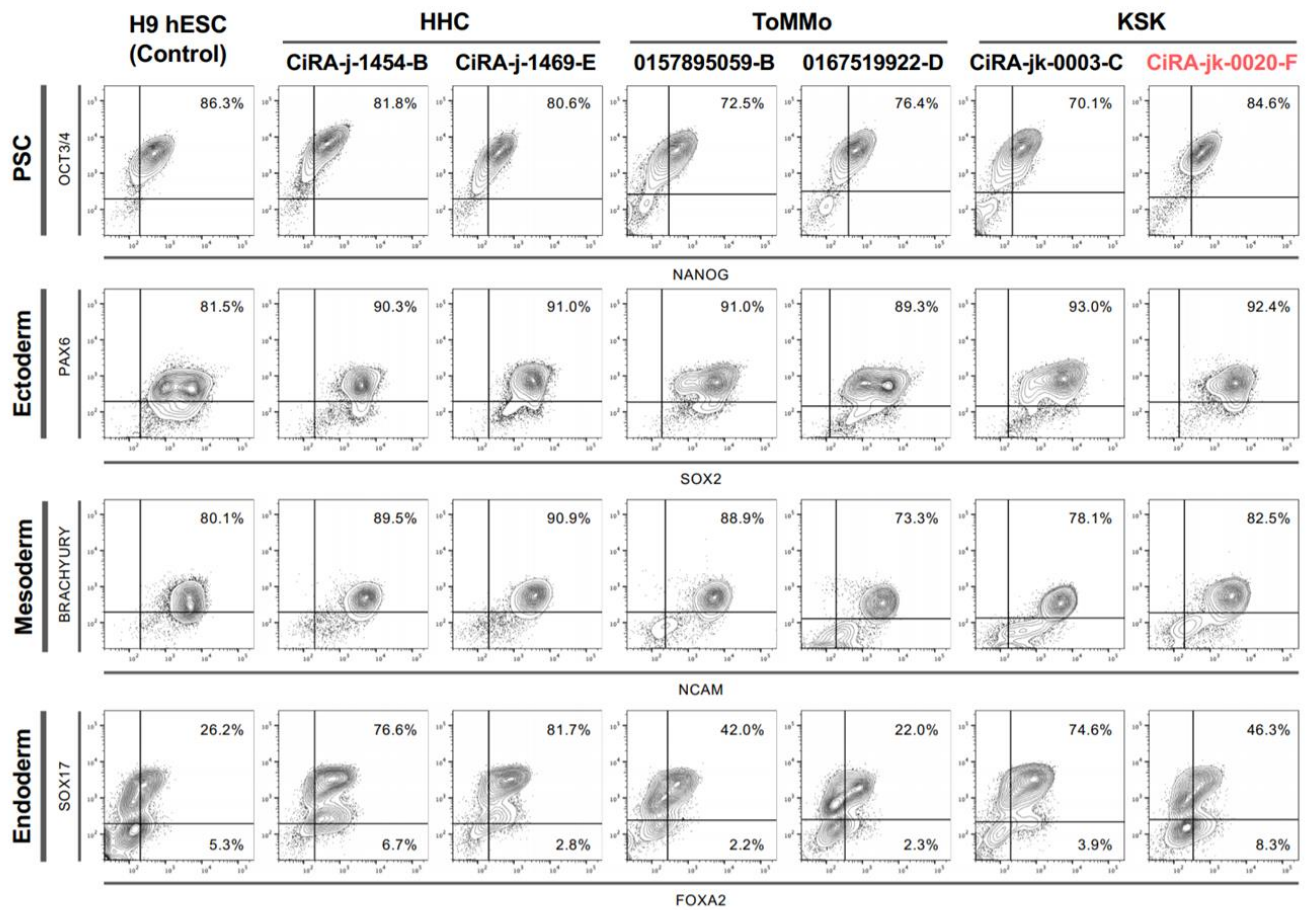 H9 hESC
(Control)
HHC
ToMMo
KSK
CiRA-j-1454-B
CiRA-j-1469-E
0157895059-B
0167519922-D
CiRA-jk-0003-C
CiRA-jk-0020-F
PSC
OCT3/4
86.3%
81.8%
80.6%
72.5%
76.4%
70.1%
84.6%
NANOG
Ectoderm
PAX6
81.5%
90.3%
91.0%
91.0%
89.3%
93.0%
92.4%
SOX2
Mesoderm
BRACHYURY
80.1%
89.5%
90.9%
88.9%
73.3%
78.1%
82.5%
NCAM
Endoderm
SOX17
26.2%
76.6%
81.7%
42.0%
22.0%
74.6%
46.3%
5.3%
6.7%
2.8%
2.2%
2.3%
3.9%
8.3%
FOXA2